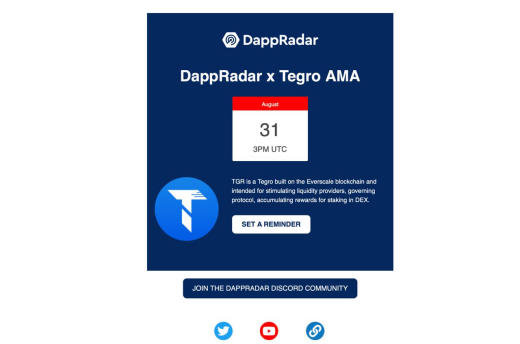 DappRadar
DappRadar x Tegro AMA
August
31
3PM UTC
TGR is a Tegro built on the Everscale blockchain and
intended for stimulating liquidity providers, governing
protocol, accumulating rewards for staking in DEX.
SET A REMINDER
JOIN THE DAPPRADAR DISCORD COMMUNITY